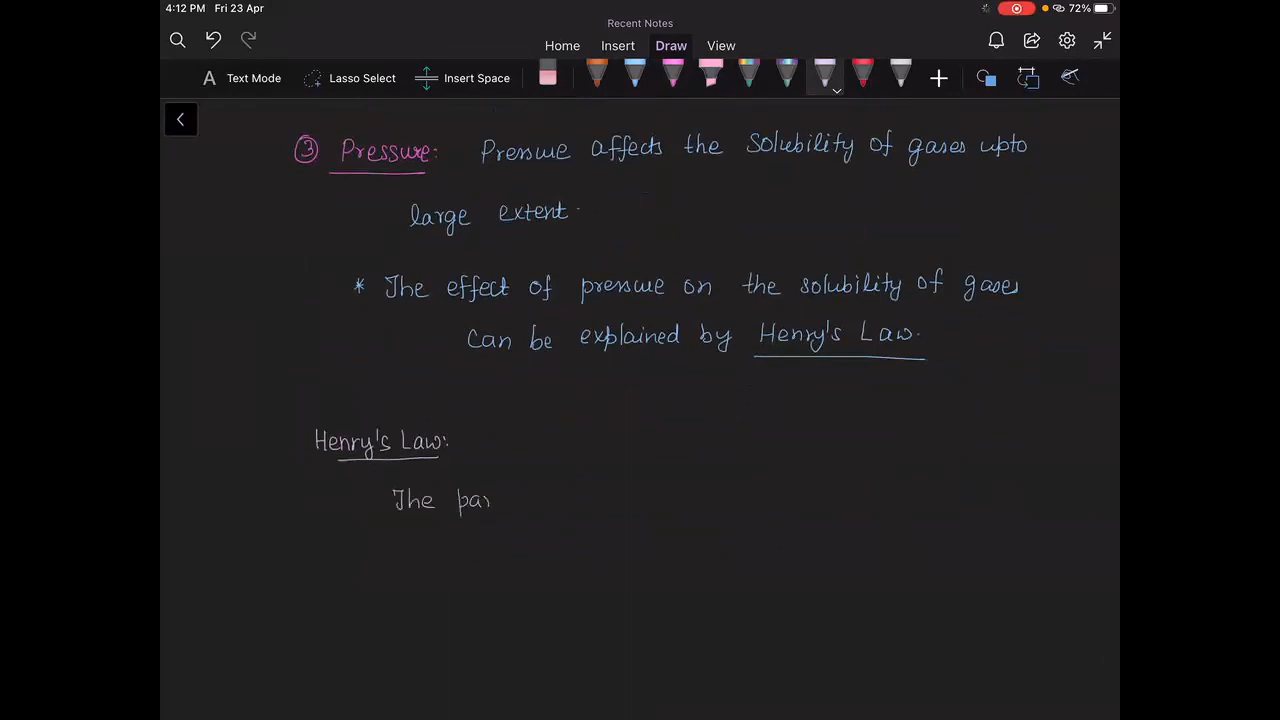 4:12 PM Fri 23 Apr
72%
Recent Notes
Home Insert Draw View
A Text Mode Lasso Select Insert Space
③ Pressure: Pressure affects the solubility of gases upto
large extent.
* The effect of pressure on the solubility of gases
can be explained by Henry's Law.
Henry's Law:
The par